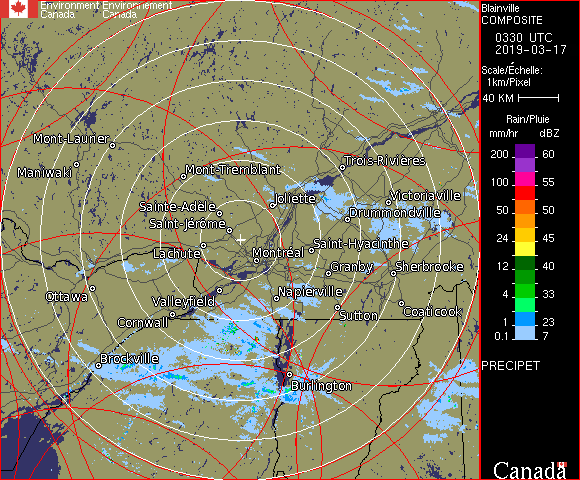 Environment Environnement
Canada Canada
Blainville
COMPOSITE
0330 UTC
2019-03-17
Scale/Échelle:
1km/Pixel
40 KM
Rain/Pluie
mm/hr dBZ
200 60
100 55
50 50
24 45
12 40
4 33
1 23
0.1 7
PRECIPET
Canada
Mont-Laurier
Maniwaki
Mont-Tremblant
Trois-Rivières
Sainte-Adèle
Joliette
Victoriaville
Drummondville
Saint-Jérôme
Lachute
Montréal
Saint-Hyacinthe
Granby
Sherbrooke
Ottawa
Valleyfield
Napierville
Cornwall
Sutton
Coaticook
Brockville
Burlington